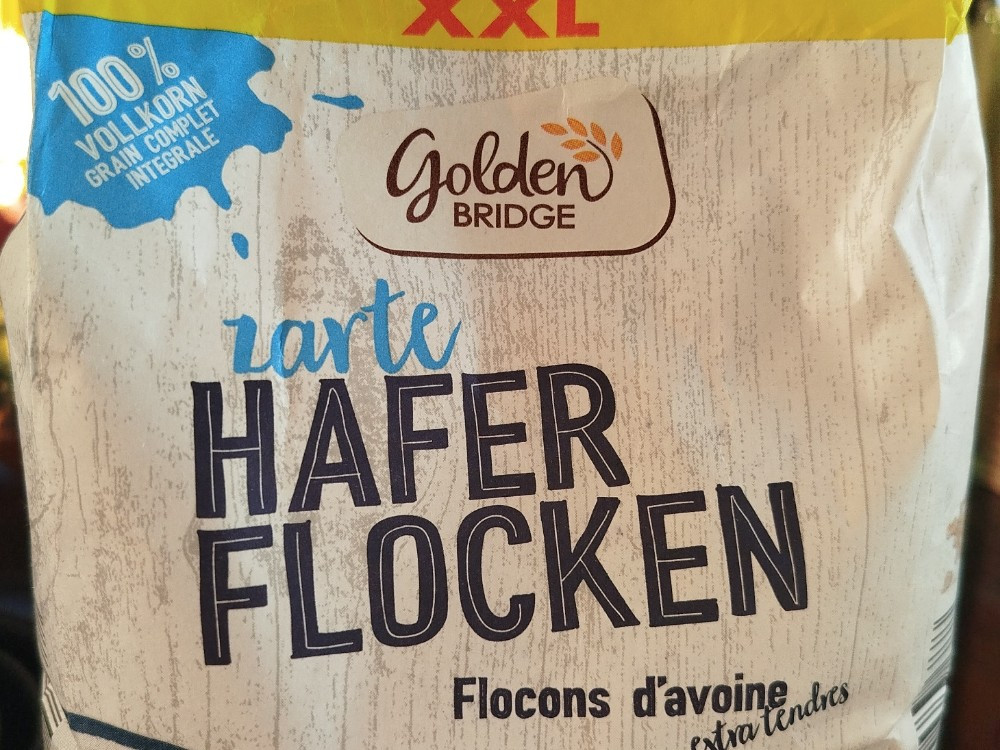 XXL
100%
VOLLKORN
GRAIN COMPLET
INTEGRALE
Golden
BRIDGE
zarte
HAFER
FLOCKEN
Flocons d'avoine
extra tendres